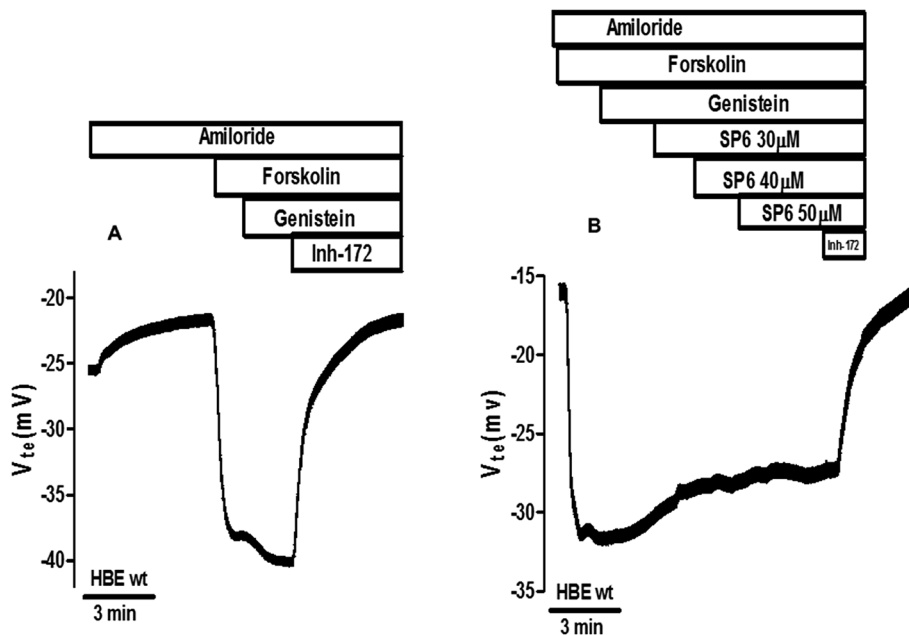 Amiloride
Forskolin
Genistein
Inh-172
A
-20
-25
-30
-35
-40
Vte(mV)
HBE wt
3 min
Amiloride
Forskolin
Genistein
SP6 30μM
SP6 40μM
SP6 50μM
Inh-172
B
-15
-20
-25
-30
-35
Vte(mv)
HBE wt
3 min